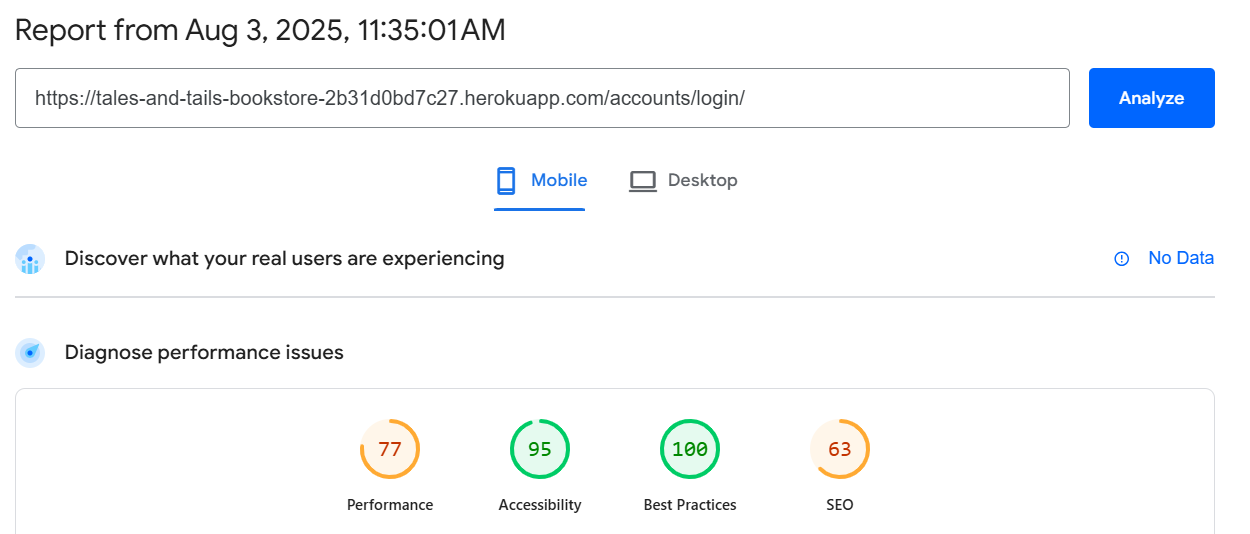 Report from Aug 3, 2025, 11:35:01 AM
https://tales-and-tails-bookstore-2b31d0bd7c27.herokuapp.com/accounts/login/
Analyze
Mobile
Desktop
Discover what your real users are experiencing
No Data
Diagnose performance issues
77
95
100
63
Performance
Accessibility
Best Practices
SEO